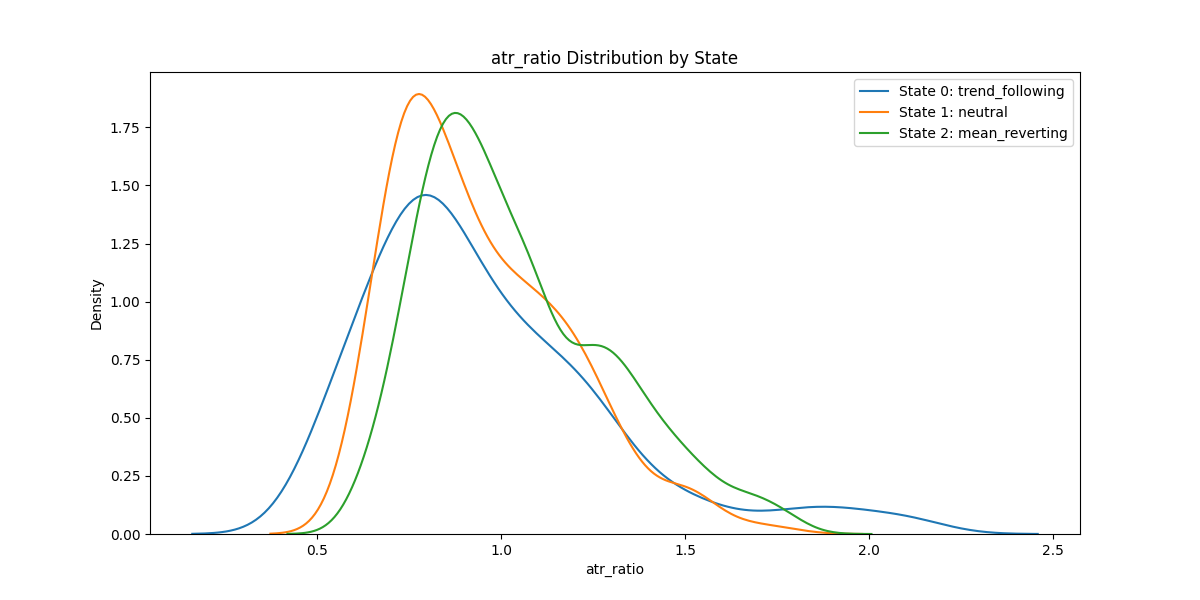 atr_ratio Distribution by State
State 0: trend_following
State 1: neutral
State 2: mean_reverting
Density
1.75
1.50
1.25
1.00
0.75
0.50
0.25
0.00
0.5
1.0
1.5
2.0
2.5
atr_ratio